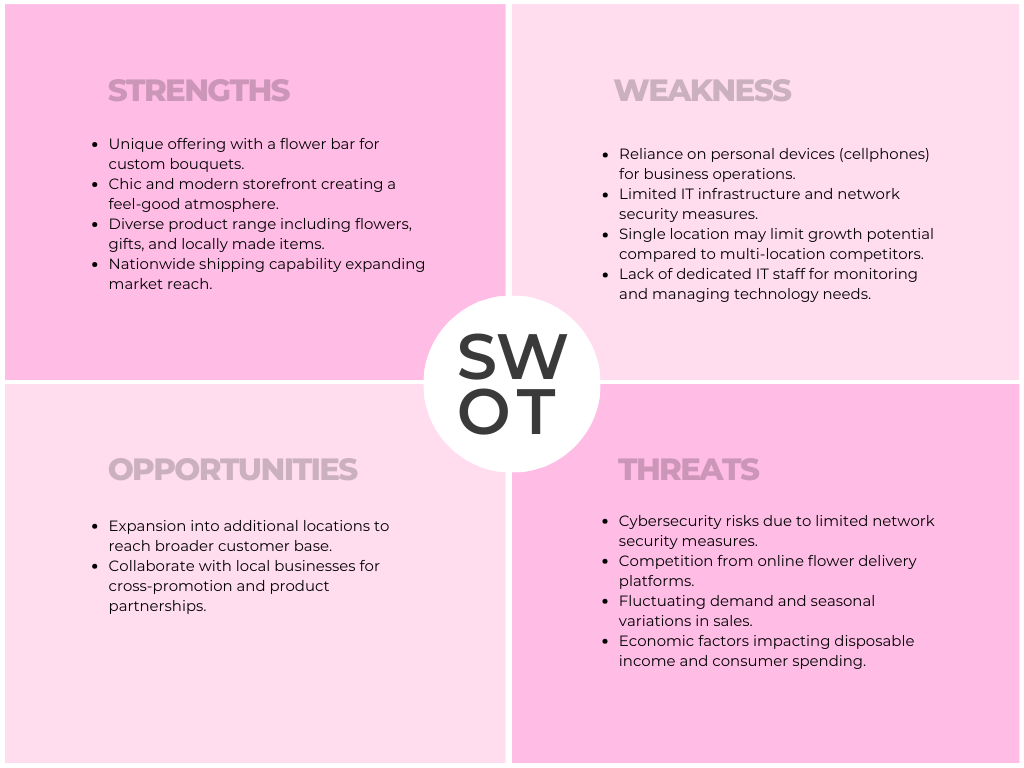 STRENGTHS
• Unique offering with a flower bar for
custom bouquets.
• Chic and modern storefront creating a
feel-good atmosphere.
• Diverse product range including flowers,
gifts, and locally made items.
• Nationwide shipping capability expanding
market reach.
WEAKNESS
• Reliance on personal devices (cellphones)
for business operations.
• Limited IT infrastructure and network
security measures.
• Single location may limit growth potential
compared to multi-location competitors.
• Lack of dedicated IT staff for monitoring
and managing technology needs.
SW
OT
OPPORTUNITIES
• Expansion into additional locations to
reach broader customer base.
• Collaborate with local businesses for
cross-promotion and product
partnerships.
THREATS
• Cybersecurity risks due to limited network
security measures.
• Competition from online flower delivery
platforms.
• Fluctuating demand and seasonal
variations in sales.
• Economic factors impacting disposable
income and consumer spending.